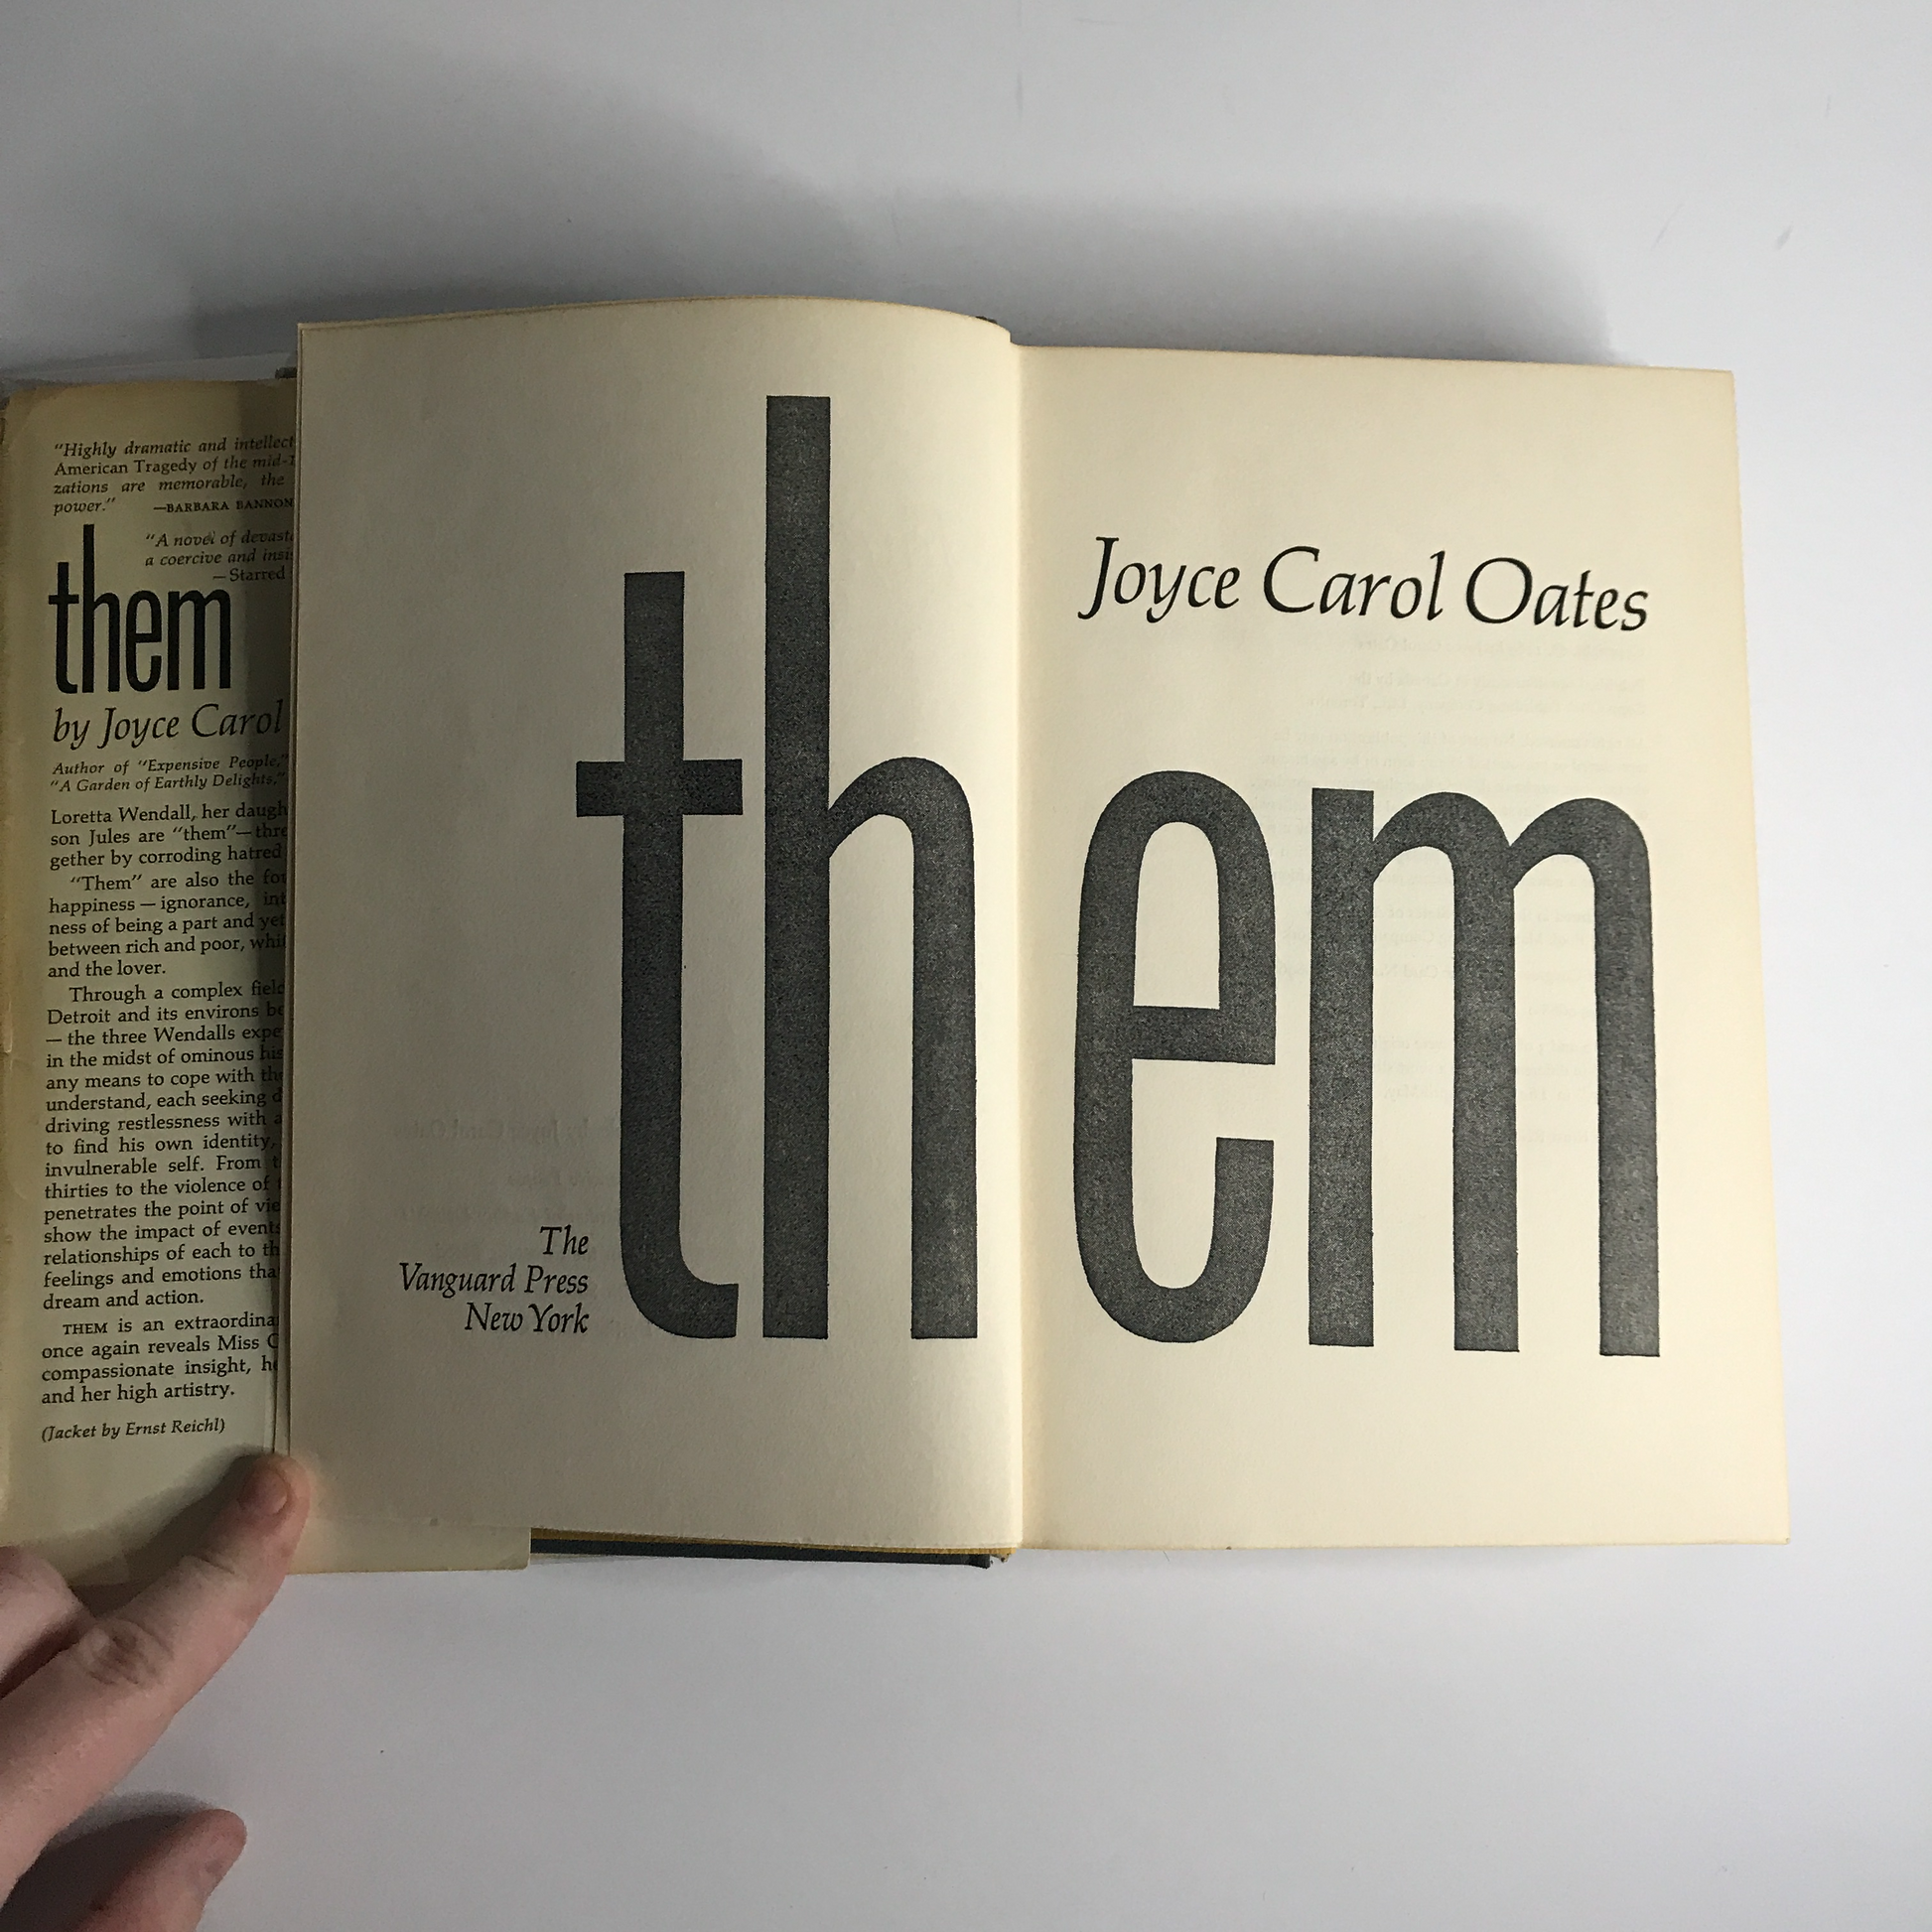 "Highly dramatic and intellect
American Tragedy of the mid-
zations are memorable, the
power." —BARBARA BANNON
"A novel of devast
a coercive and insi
—Starred
them
by Joyce Carol
Author of "Expensive People,"
"A Garden of Earthly Delights,"
Loretta Wendall, her daugh
son Jules are "them"—thre
gether by corroding hatred
"Them" are also the for
happiness — ignorance, int
ness of being a part and yet
between rich and poor, whi
and the lover.
Through a complex field
Detroit and its environs be
— the three Wendalls expe
in the midst of ominous his
any means to cope with the
understand, each seeking d
driving restlessness with a
to find his own identity,
invulnerable self. From t
thirties to the violence of t
penetrates the point of vie
show the impact of events
relationships of each to th
feelings and emotions tha
dream and action.
THEM is an extraordina
once again reveals Miss O
compassionate insight, he
and her high artistry.
(Jacket by Ernst Reichl)
Joyce Carol Oates
them
The
Vanguard Press
New York